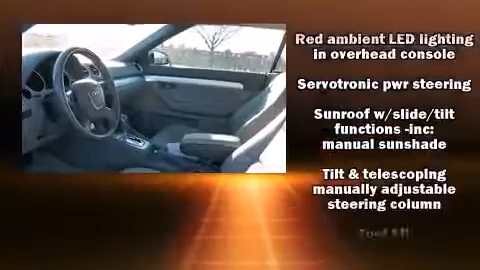 Red ambient LED lighting
in overhead console
Servotronic pwr steering
Sunroof w/slide/tilt
functions -inc:
manual sunshade
Tilt & telescoping
manually adjustable
steering column